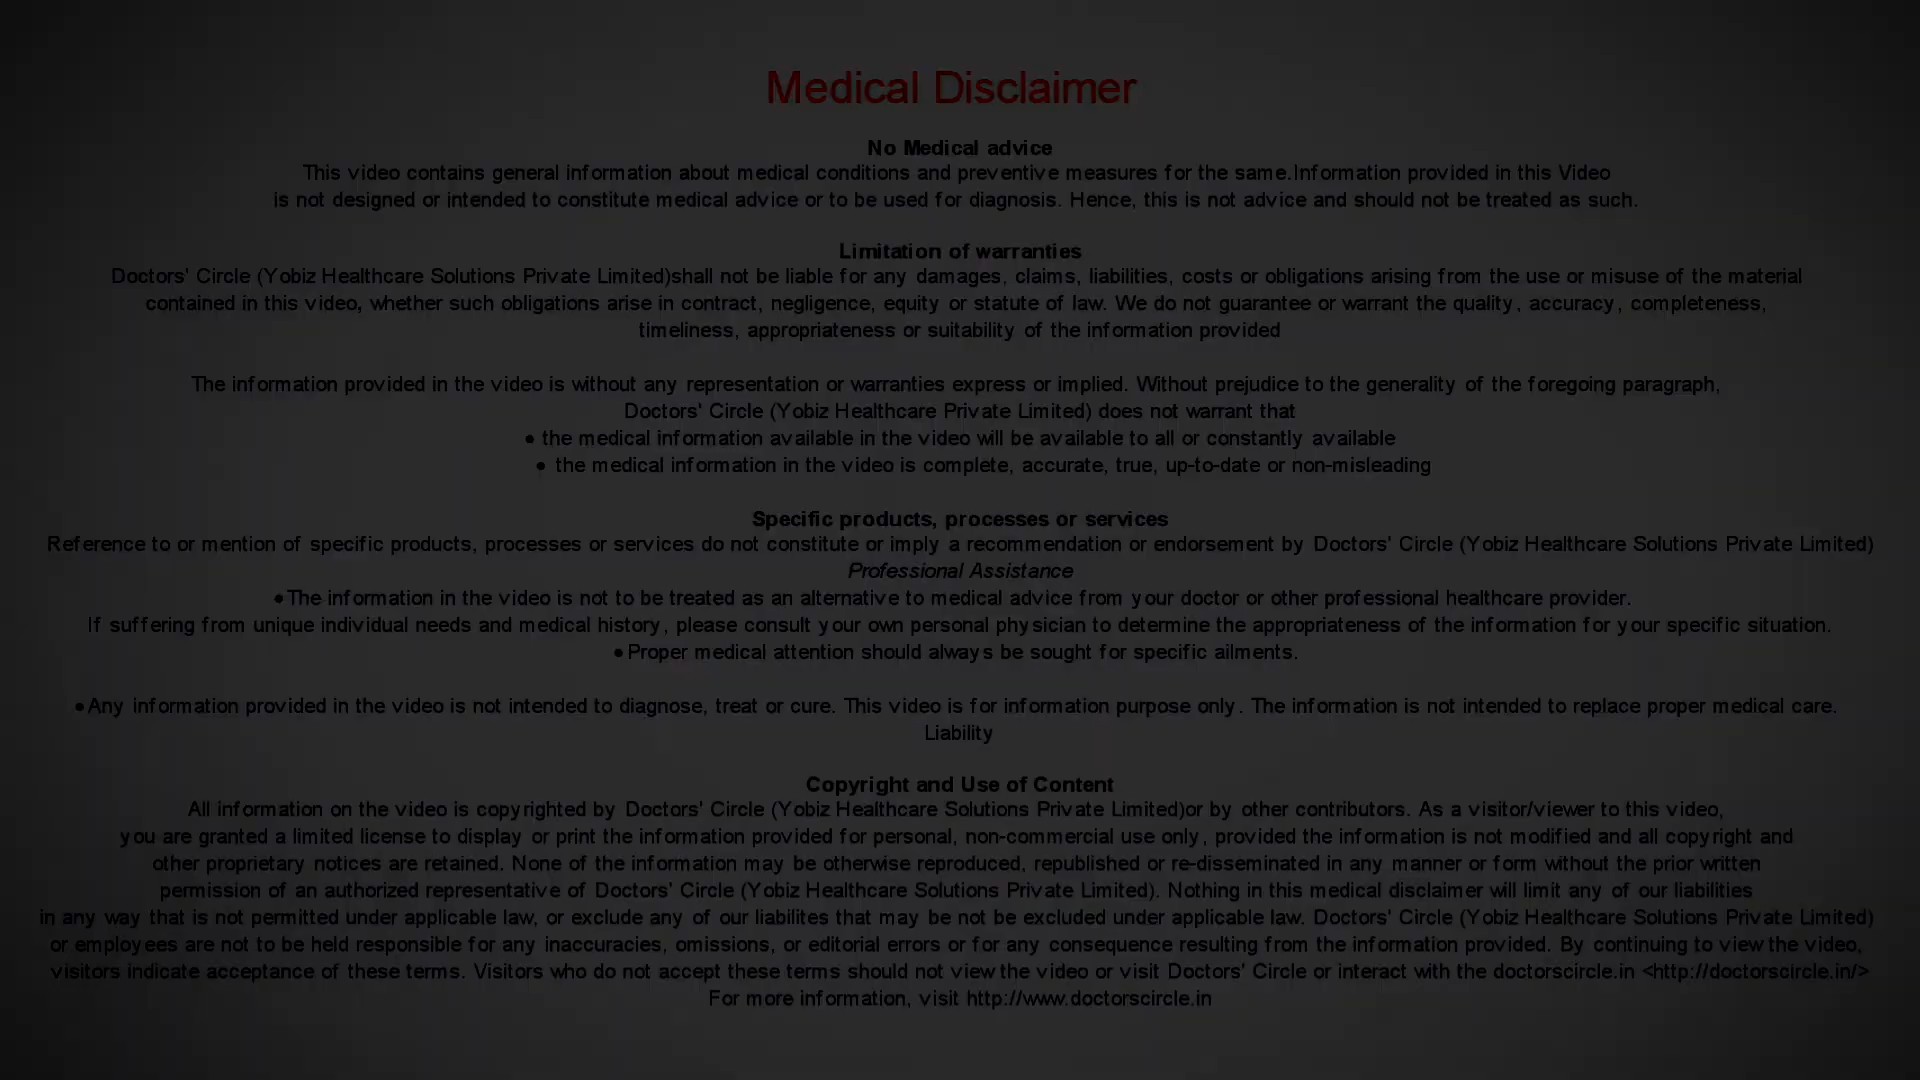 Medical Disclaimer
No Medical advice
This video contains general information about medical conditions and preventive measures for the same.Information provided in this Video
is not designed or intended to constitute medical advice or to be used for diagnosis. Hence, this is not advice and should not be treated as such.
Limitation of warranties
Doctors' Circle (Yobiz Healthcare Solutions Private Limited)shall not be liable for any damages, claims, liabilities, costs or obligations arising from the use or misuse of the material
contained in this video, whether such obligations arise in contract, negligence, equity or statute of law. We do not guarantee or warrant the quality, accuracy, completeness,
timeliness, appropriateness or suitability of the information provided
The information provided in the video is without any representation or warranties express or implied. Without prejudice to the generality of the foregoing paragraph,
Doctors' Circle (Yobiz Healthcare Private Limited) does not warrant that
● the medical information available in the video will be available to all or constantly available
● the medical information in the video is complete, accurate, true, up-to-date or non-misleading
Specific products, processes or services
Reference to or mention of specific products, processes or services do not constitute or imply a recommendation or endorsement by Doctors' Circle (Yobiz Healthcare Solutions Private Limited)
Professional Assistance
●The information in the video is not to be treated as an alternative to medical advice from your doctor or other professional healthcare provider.
If suffering from unique individual needs and medical history, please consult your own personal physician to determine the appropriateness of the information for your specific situation.
●Proper medical attention should always be sought for specific ailments.
●Any information provided in the video is not intended to diagnose, treat or cure. This video is for information purpose only. The information is not intended to replace proper medical care.
Liability
Copyright and Use of Content
All information on the video is copyrighted by Doctors' Circle (Yobiz Healthcare Solutions Private Limited)or by other contributors. As a visitor/viewer to this video,
you are granted a limited license to display or print the information provided for personal, non-commercial use only, provided the information is not modified and all copyright and
other proprietary notices are retained. None of the information may be otherwise reproduced, republished or re-disseminated in any manner or form without the prior written
permission of an authorized representative of Doctors' Circle (Yobiz Healthcare Solutions Private Limited). Nothing in this medical disclaimer will limit any of our liabilities
in any way that is not permitted under applicable law, or exclude any of our liabilites that may be not be excluded under applicable law. Doctors' Circle (Yobiz Healthcare Solutions Private Limited)
or employees are not to be held responsible for any inaccuracies, omissions, or editorial errors or for any consequence resulting from the information provided. By continuing to view the video,
visitors indicate acceptance of these terms. Visitors who do not accept these terms should not view the video or visit Doctors' Circle or interact with the doctorscircle.in <http://doctorscircle.in/>
For more information, visit http://www.doctorscircle.in